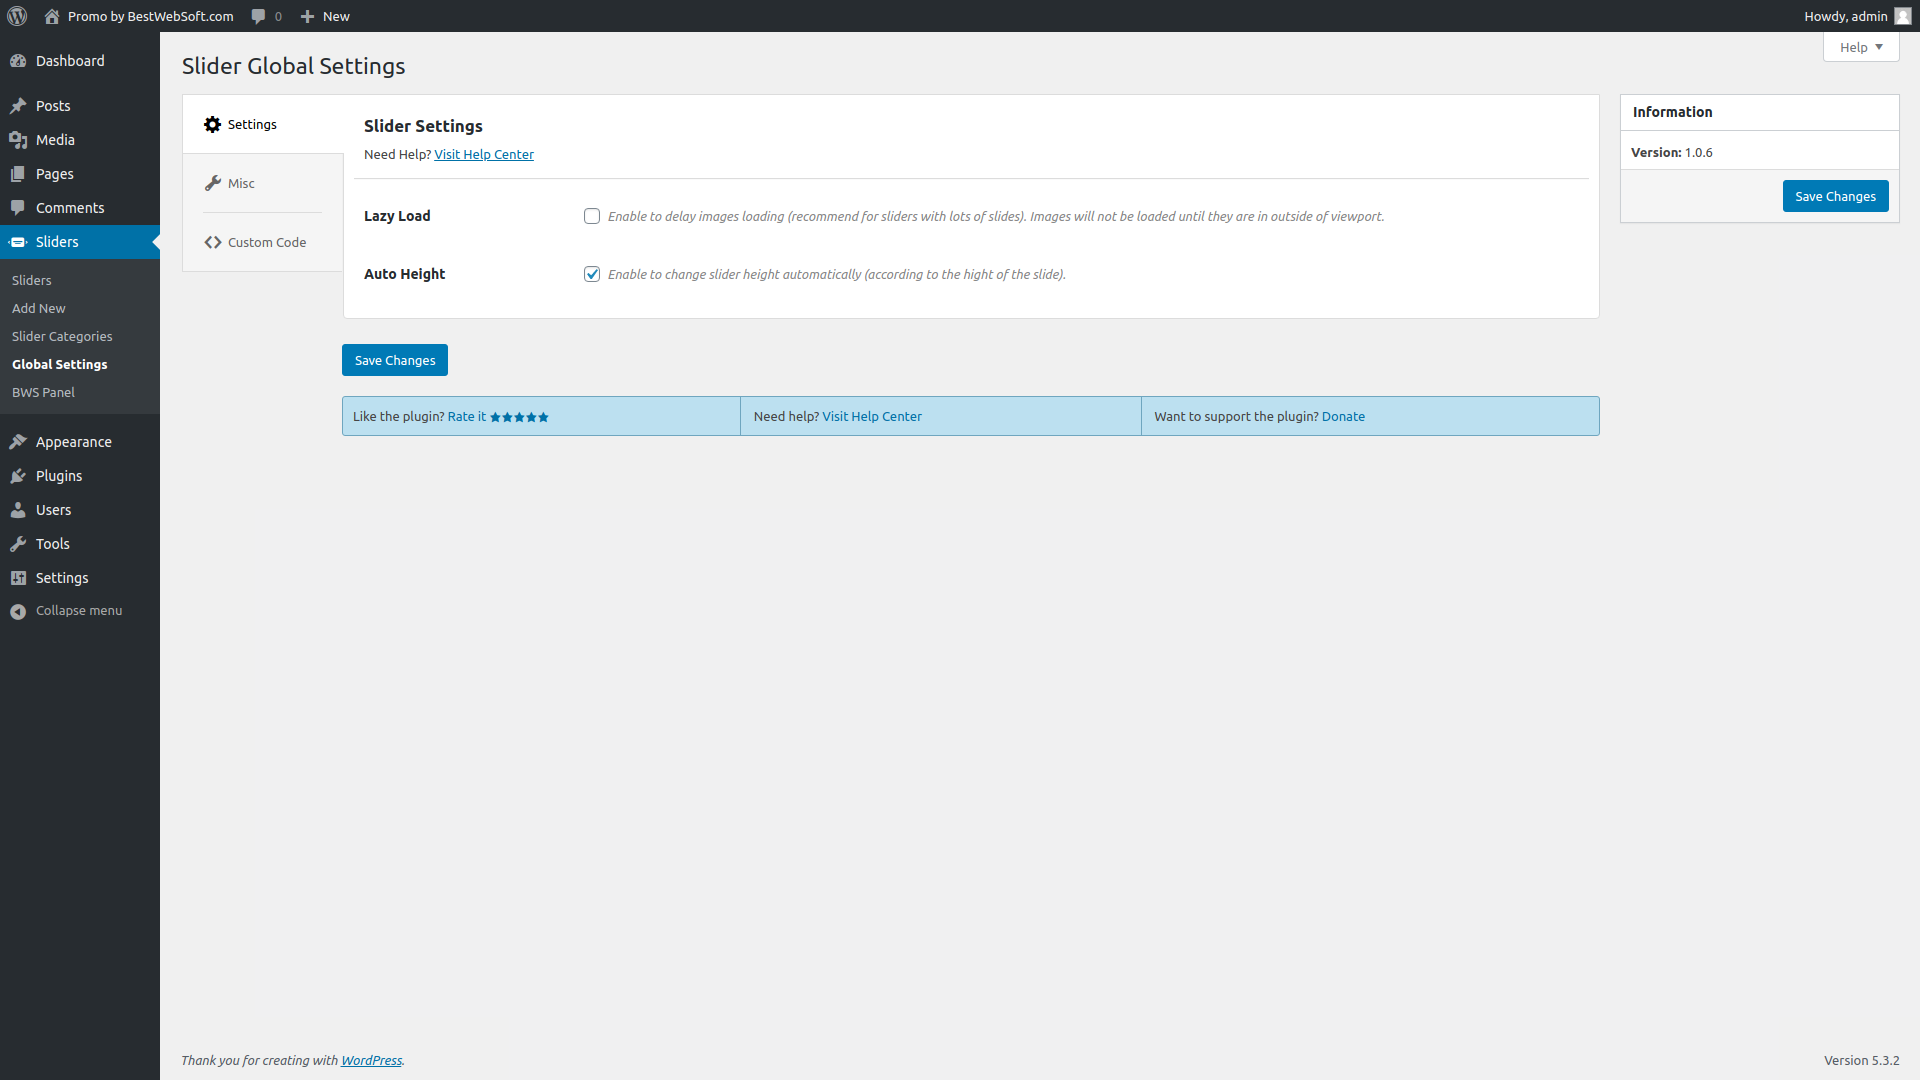 Promo by BestWebSoft.com 0 New Howdy, admin
Help
Dashboard
Posts
Media
Pages
Comments
Sliders
Sliders
Add New
Slider Categories
Global Settings
BWS Panel
Appearance
Plugins
Users
Tools
Settings
Collapse menu
Slider Global Settings
Settings
Misc
Custom Code
Slider Settings
Need Help? Visit Help Center
Lazy Load Enable to delay images loading (recommend for sliders with lots of slides). Images will not be loaded until they are in outside of viewport.
Auto Height Enable to change slider height automatically (according to the hight of the slide).
Save Changes
Like the plugin? Rate it Need help? Visit Help Center Want to support the plugin? Donate
Information
Version: 1.0.6
Save Changes
Thank you for creating with WordPress. Version 5.3.2